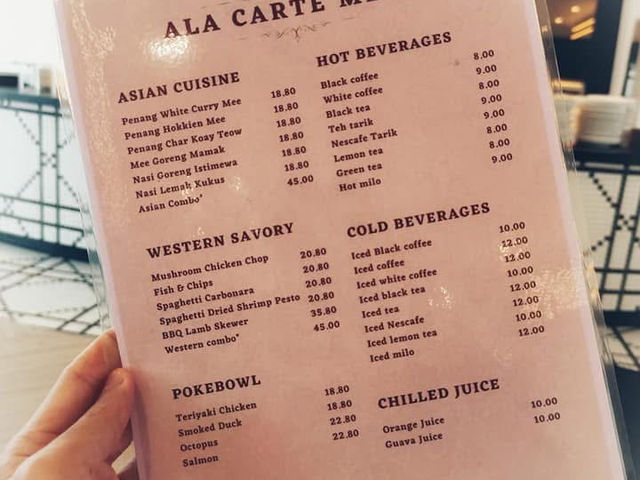 ALA CARTE
ASIAN CUISINE
Penang White Curry Mee 18.80
Penang Hokkien Mee 18.80
Penang Char Koay Teow 18.80
Mee Goreng Mamak 18.80
Nasi Goreng Istimewa 18.80
Nasi Lemak Kukus 18.80
Asian Combo* 45.00
WESTERN SAVORY
Mushroom Chicken Chop 20.80
Fish & Chips 20.80
Spaghetti Carbonara 20.80
Spaghetti Dried Shrimp Pesto 20.80
BBQ Lamb Skewer 35.80
Western combo* 45.00
POKEBOWL
Teriyaki Chicken 18.80
Smoked Duck 18.80
Octopus 22.80
Salmon 22.80
HOT BEVERAGES
Black coffee 8.00
White coffee 9.00
Black tea 8.00
Teh tarik 9.00
Nescafe Tarik 9.00
Lemon tea 8.00
Green tea 8.00
Hot milo 9.00
COLD BEVERAGES
Iced Black coffee 10.00
Iced coffee 12.00
Iced white coffee 12.00
Iced black tea 10.00
Iced tea 12.00
Iced Nescafe 12.00
Iced lemon tea 10.00
Iced milo 12.00
CHILLED JUICE
Orange Juice 10.00
Guava Juice 10.00